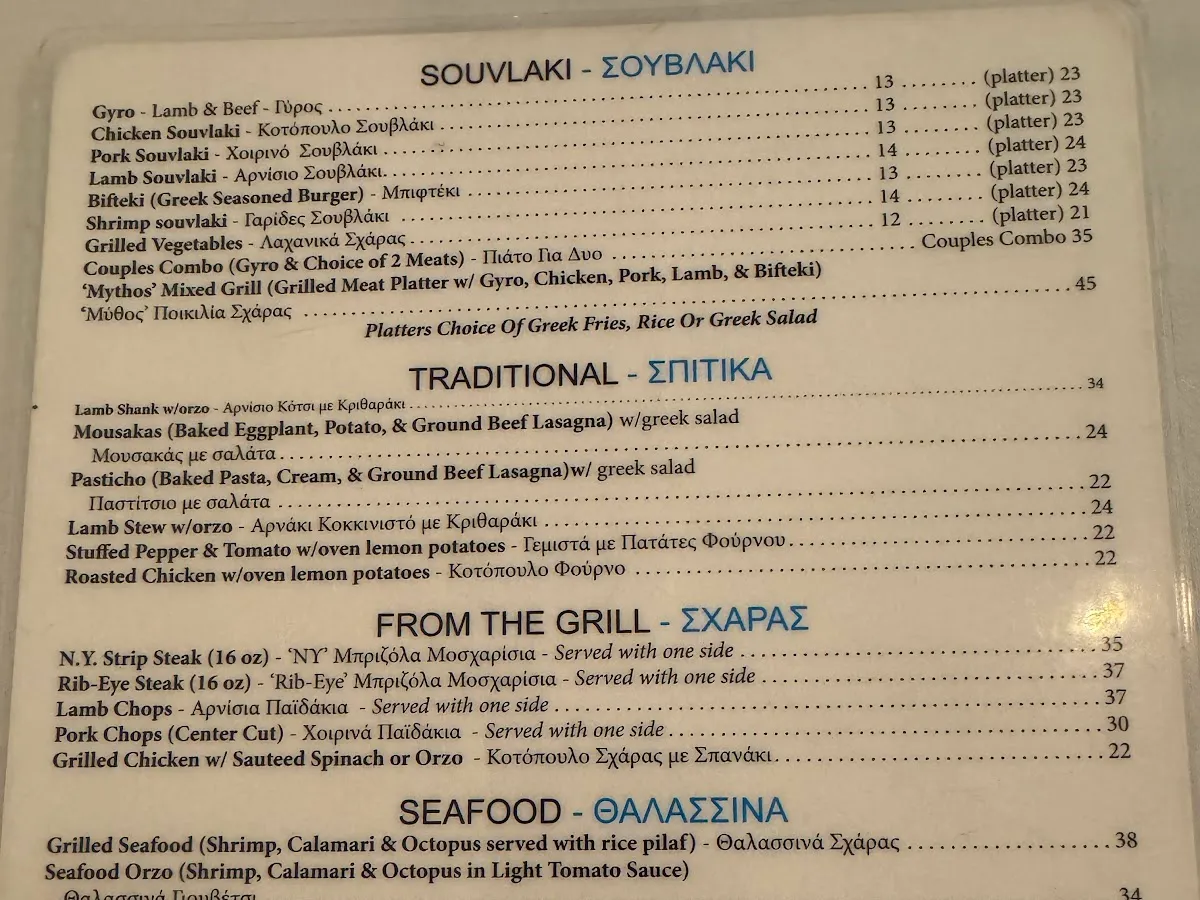 SOUVLAKI - ΣΟΥΒΛΑΚΙ
Gyro - Lamb & Beef - Γύρος ........ 13 ........ (platter) 23
Chicken Souvlaki - Κοτόπουλο Σουβλάκι ........ 13 ........ (platter) 23
Pork Souvlaki - Χοιρινό Σουβλάκι ........ 13 ........ (platter) 23
Lamb Souvlaki - Αρνίσιο Σουβλάκι ........ 14 ........ (platter) 24
Bifteki (Greek Seasoned Burger) - Μπιφτέκι ........ 13 ........ (platter) 23
Shrimp souvlaki - Γαρίδες Σουβλάκι ........ 14 ........ (platter) 24
Grilled Vegetables - Λαχανικά Σχάρας ........ 12 ........ (platter) 21
Couples Combo (Gyro & Choice of 2 Meats) - Πιάτο Για Δυο ........ Couples Combo 35
‘Mythos’ Mixed Grill (Grilled Meat Platter w/ Gyro, Chicken, Pork, Lamb, & Bifteki)
‘Μύθος’ Ποικιλία Σχάρας ........ 45
Platters Choice Of Greek Fries, Rice Or Greek Salad
TRADITIONAL - ΣΠΙΤΙΚΑ
Lamb Shank w/orzo - Αρνίσιο Κότσι με Κριθαράκι ........ 34
Mousakas (Baked Eggplant, Potato, & Ground Beef Lasagna) w/greek salad
Μουσακάς με σαλάτα ........ 24
Pasticho (Baked Pasta, Cream, & Ground Beef Lasagna)w/ greek salad
Παστίτσιο με σαλάτα ........ 22
Lamb Stew w/orzo - Αρνάκι Κοκκινιστό με Κριθαράκι ........ 24
Stuffed Pepper & Tomato w/oven lemon potatoes - Γεμιστά με Πατάτες Φούρνου ........ 22
Roasted Chicken w/oven lemon potatoes - Κοτόπουλο Φούρνο ........ 22
FROM THE GRILL - ΣΧΑΡΑΣ
N.Y. Strip Steak (16 oz) - ‘NY’ Μπριζόλα Μοσχαρίσια - Served with one side ........ 35
Rib-Eye Steak (16 oz) - ‘Rib-Eye’ Μπριζόλα Μοσχαρίσια - Served with one side ........ 37
Lamb Chops - Αρνίσια Παϊδάκια - Served with one side ........ 37
Pork Chops (Center Cut) - Χοιρινά Παϊδάκια - Served with one side ........ 30
Grilled Chicken w/ Sauteed Spinach or Orzo - Κοτόπουλο Σχάρας με Σπανάκι ........ 22
SEAFOOD - ΘΑΛΑΣΣΙΝΑ
Grilled Seafood (Shrimp, Calamari & Octopus served with rice pilaf) - Θαλασσινά Σχάρας ........ 38
Seafood Orzo (Shrimp, Calamari & Octopus in Light Tomato Sauce)
Θαλασσινά Γιουβέτσι ........ 34